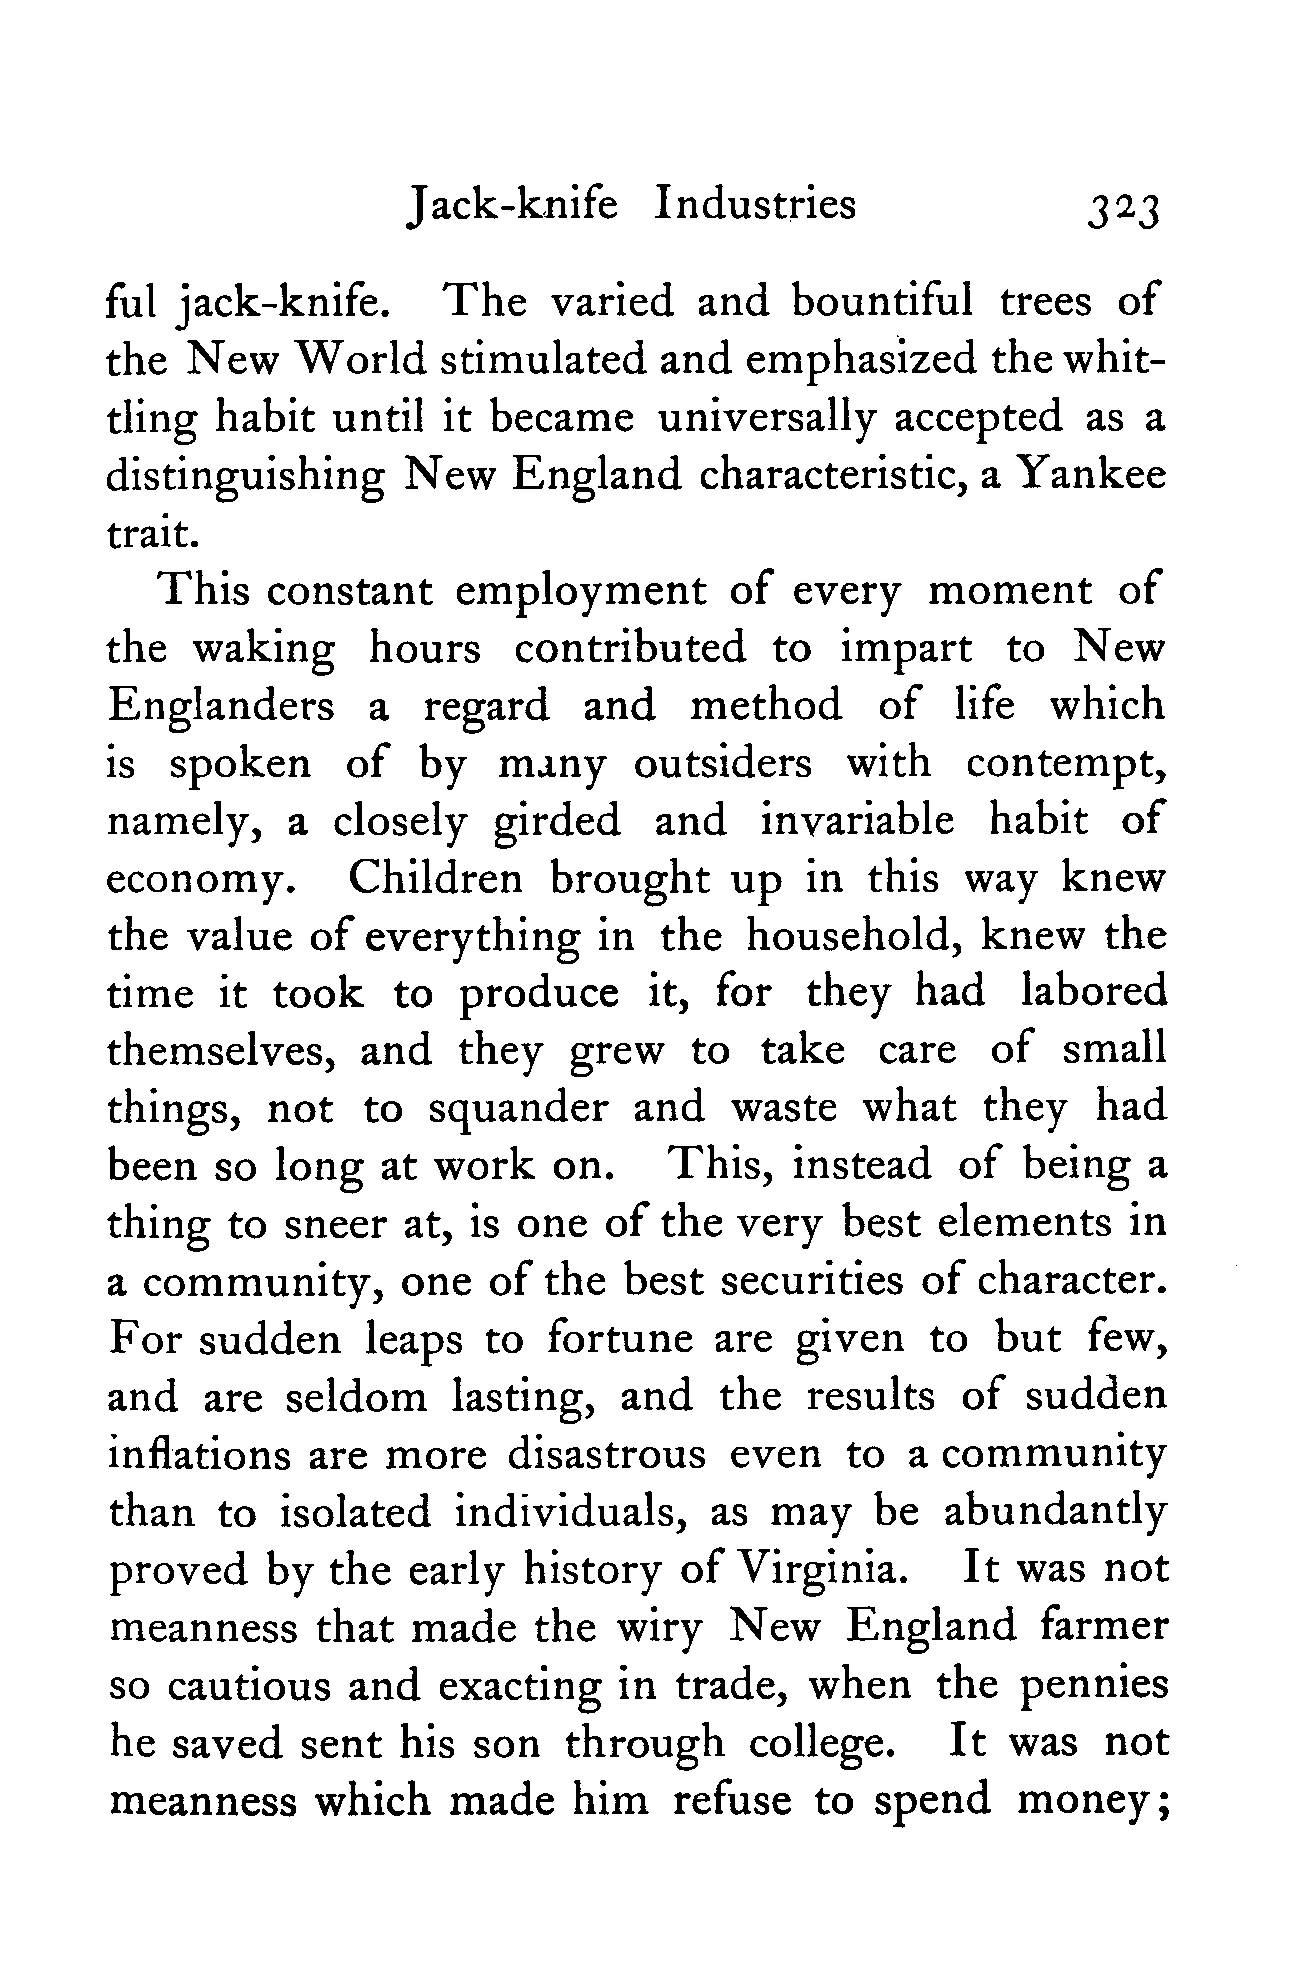 Jack-knife Industries 323
ful jack-knife. The varied and bountiful trees of
the New World stimulated and emphasized the whit-
tling habit until it became universally accepted as a
distinguishing New England characteristic, a Yankee
trait.
This constant employment of every moment of
the waking hours contributed to impart to New
Englanders a regard and method of life which
is spoken of by many outsiders with contempt,
namely, a closely girded and invariable habit of
economy. Children brought up in this way knew
the value of everything in the household, knew the
time it took to produce it, for they had labored
themselves, and they grew to take care of small
things, not to squander and waste what they had
been so long at work on. This, instead of being a
thing to sneer at, is one of the very best elements in
a community, one of the best securities of character.
For sudden leaps to fortune are given to but few,
and are seldom lasting, and the results of sudden
inflations are more disastrous even to a community
than to isolated individuals, as may be abundantly
proved by the early history of Virginia. It was not
meanness that made the wiry New England farmer
so cautious and exacting in trade, when the pennies
he saved sent his son through college. It was not
meanness which made him refuse to spend money;